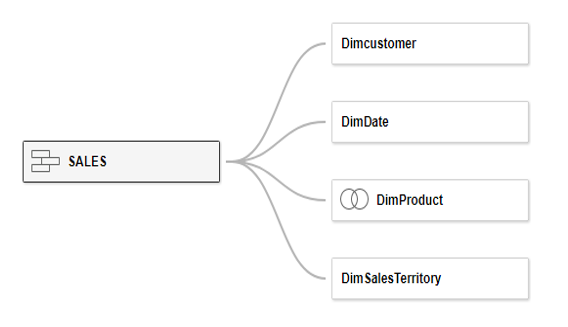 Dimcustomer
DimDate
SALES
DimProduct
DimSalesTerritory